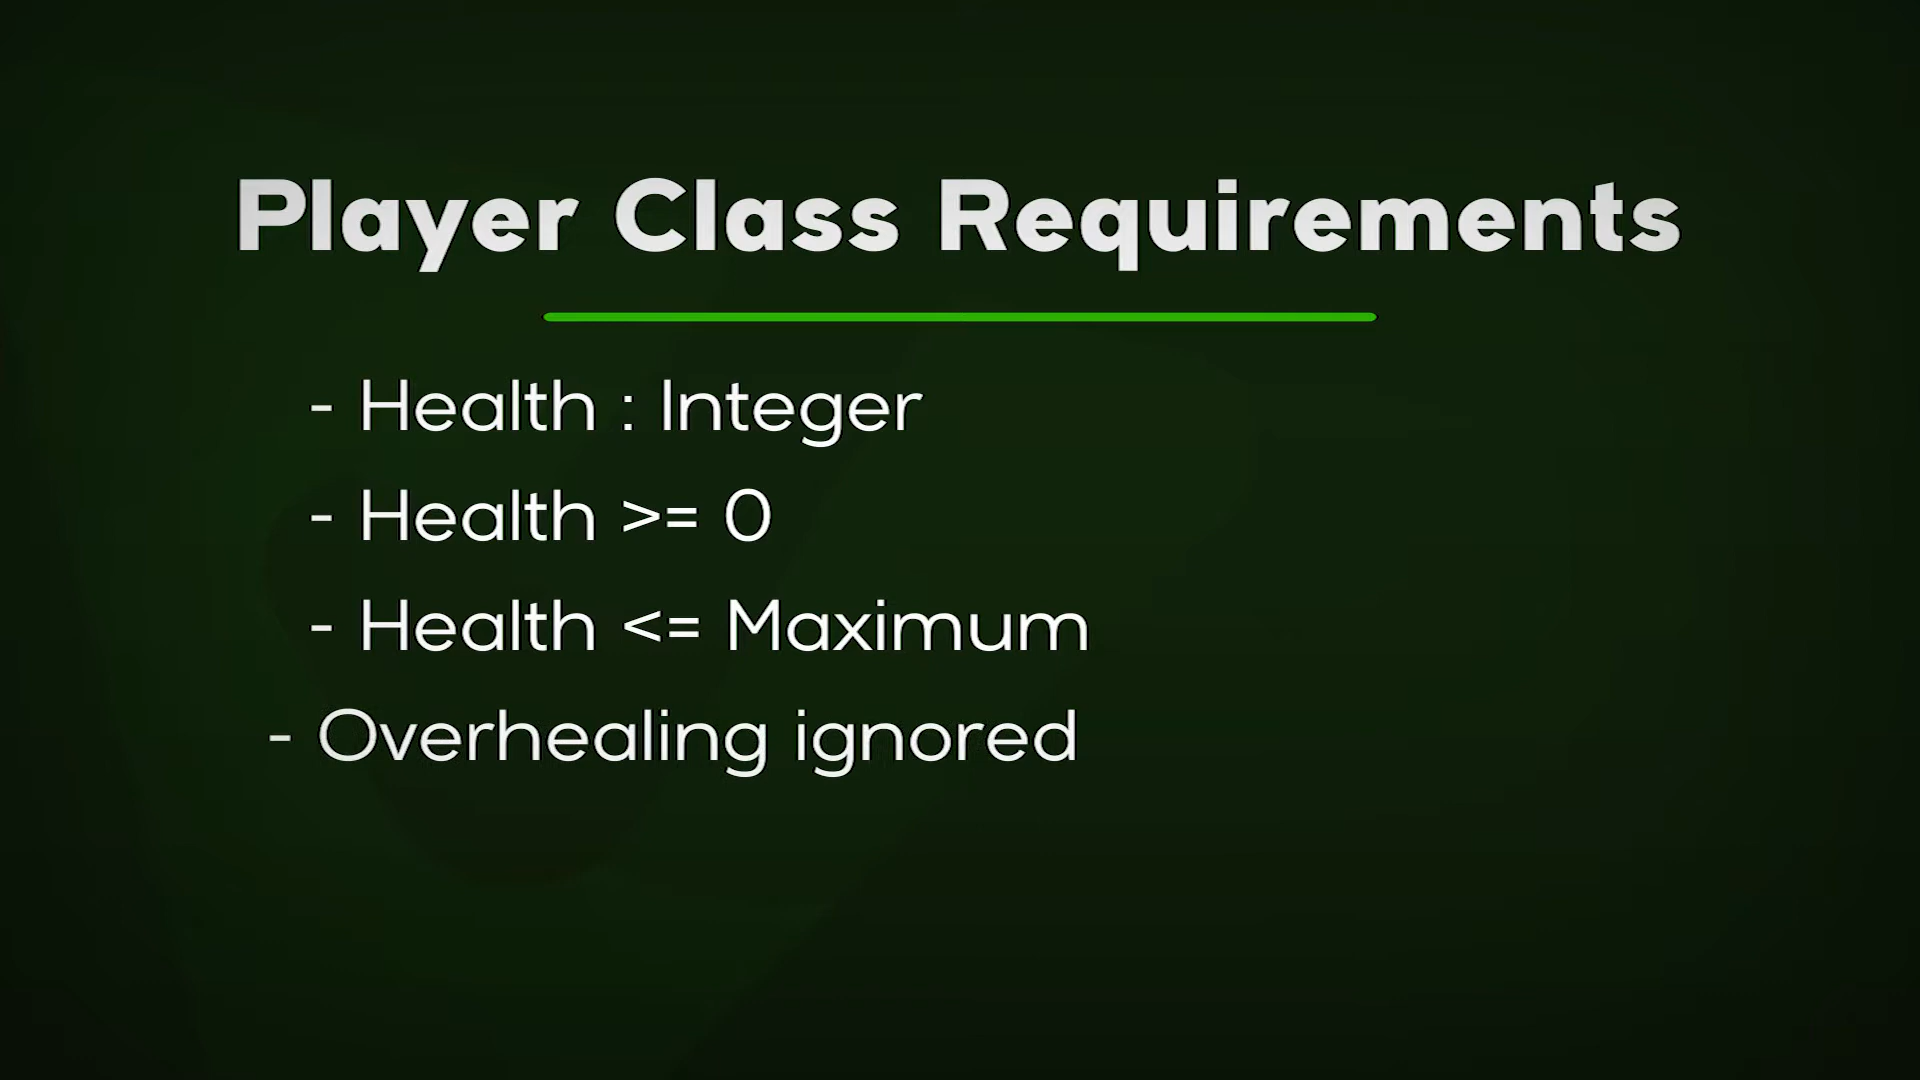 Player Class Requirements
- Health : Integer
- Health >= 0
- Health <= Maximum
- Overhealing ignored